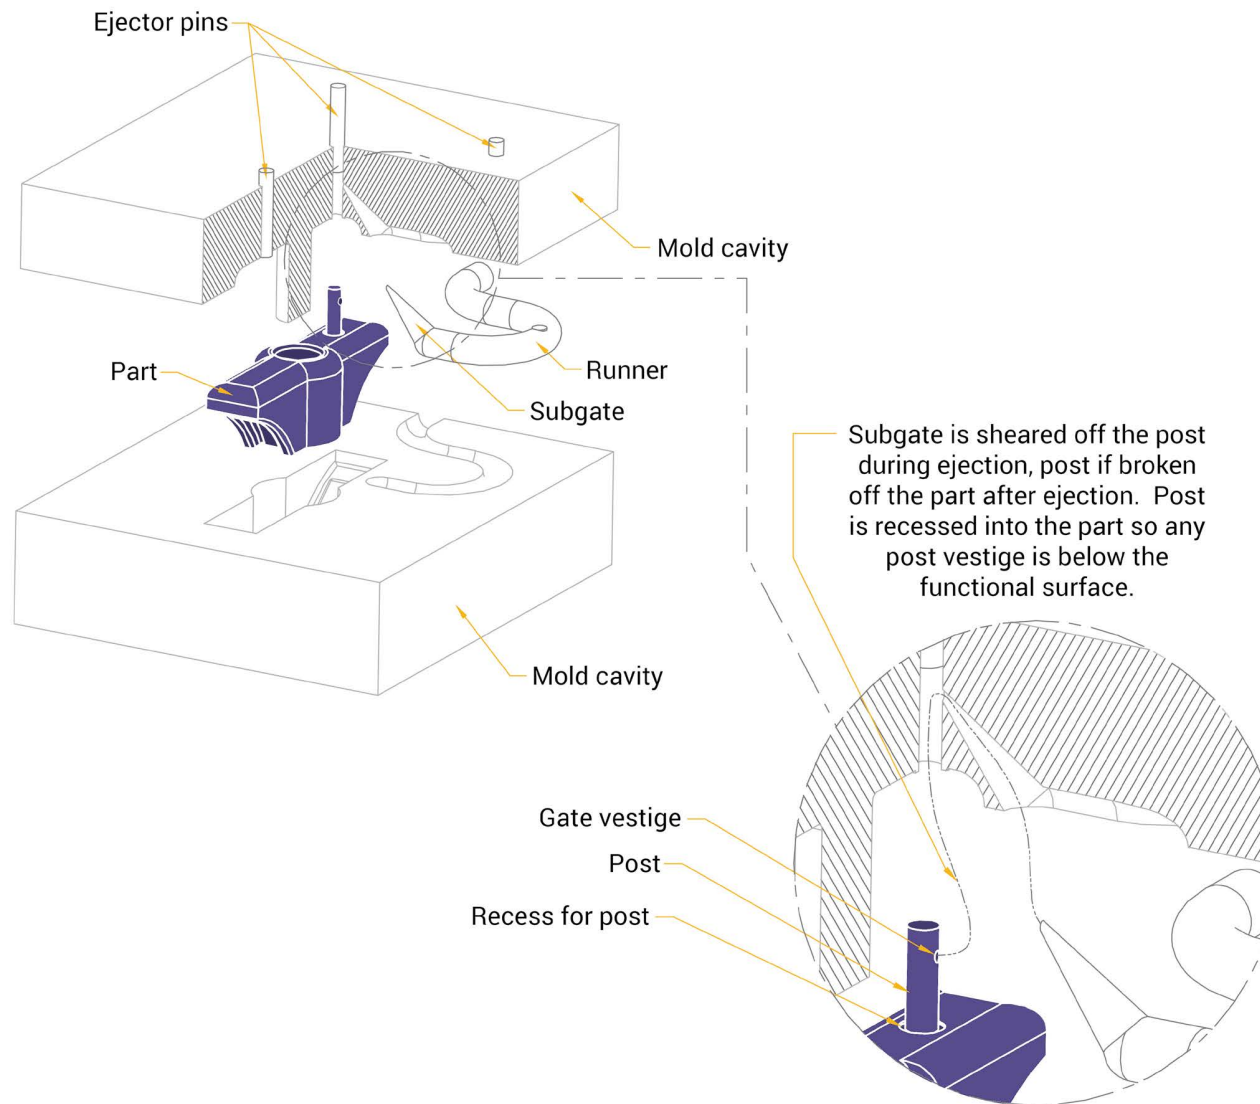 Ejector pins
Mold cavity
Part
Runner
Subgate
Subgate is sheared off the post
during ejection, post if broken
off the part after ejection. Post
is recessed into the part so any
post vestige is below the
functional surface.
Mold cavity
Gate vestige
Post
Recess for post